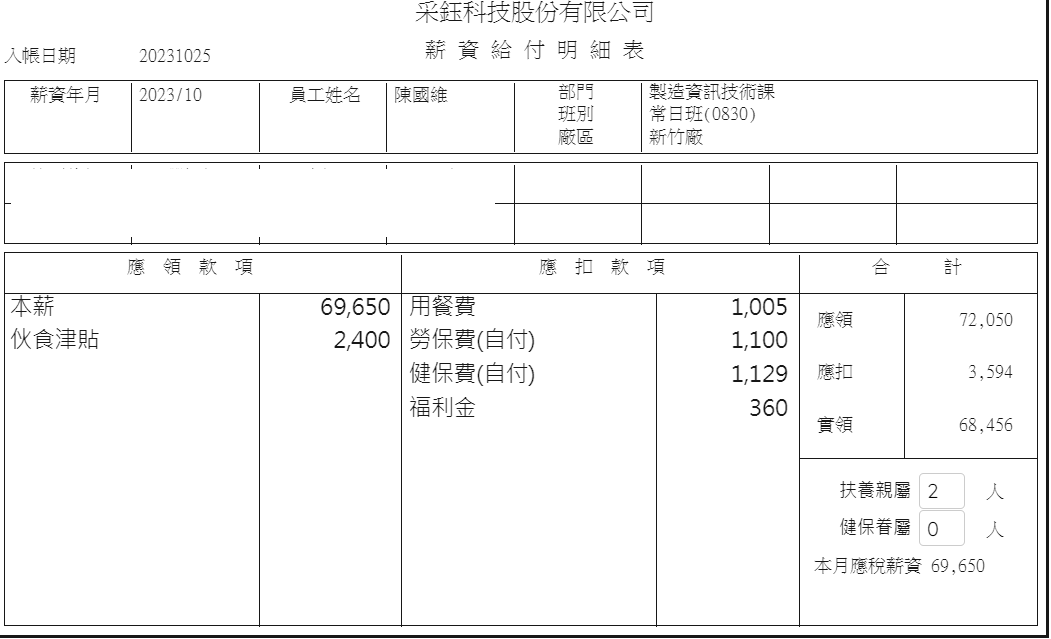 采鈺科技股份有限公司
薪資給付明細表
入帳日期 20231025
薪資年月 2023/10 員工姓名 陳國維 部門 製造資訊技術課
班別 常日班(0830)
廠區 新竹廠
應領款項 應扣款項 合計
本薪 69,650 用餐費 1,005
伙食津貼 2,400 勞保費(自付) 1,100
健保費(自付) 1,129
福利金 360
應領 72,050
應扣 3,594
實領 68,456
扶養親屬 2 人
健保眷屬 0 人
本月應稅薪資 69,650